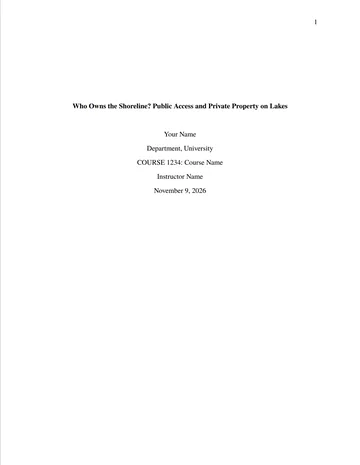 1
Who Owns the Shoreline? Public Access and Private Property on Lakes
Your Name
Department, University
COURSE 1234: Course Name
Instructor Name
November 9, 2026